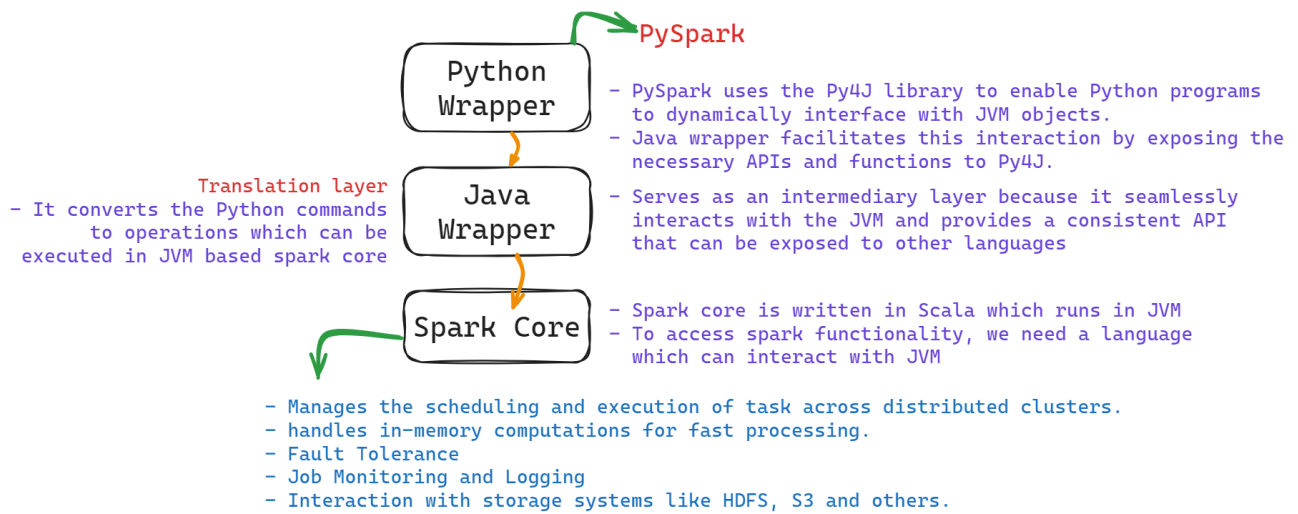 PySpark
Python
Wrapper
- PySpark uses the Py4J library to enable Python programs
to dynamically interface with JVM objects.
- Java wrapper facilitates this interaction by exposing the
necessary APIs and functions to Py4J.
Translation layer
- It converts the Python commands
to operations which can be
executed in JVM based spark core
Java
Wrapper
- Serves as an intermediary layer because it seamlessly
interacts with the JVM and provides a consistent API
that can be exposed to other languages
Spark Core
- Spark core is written in Scala which runs in JVM
- To access spark functionality, we need a language
which can interact with JVM
- Manages the scheduling and execution of task across distributed clusters.
- handles in-memory computations for fast processing.
- Fault Tolerance
- Job Monitoring and Logging
- Interaction with storage systems like HDFS, S3 and others.